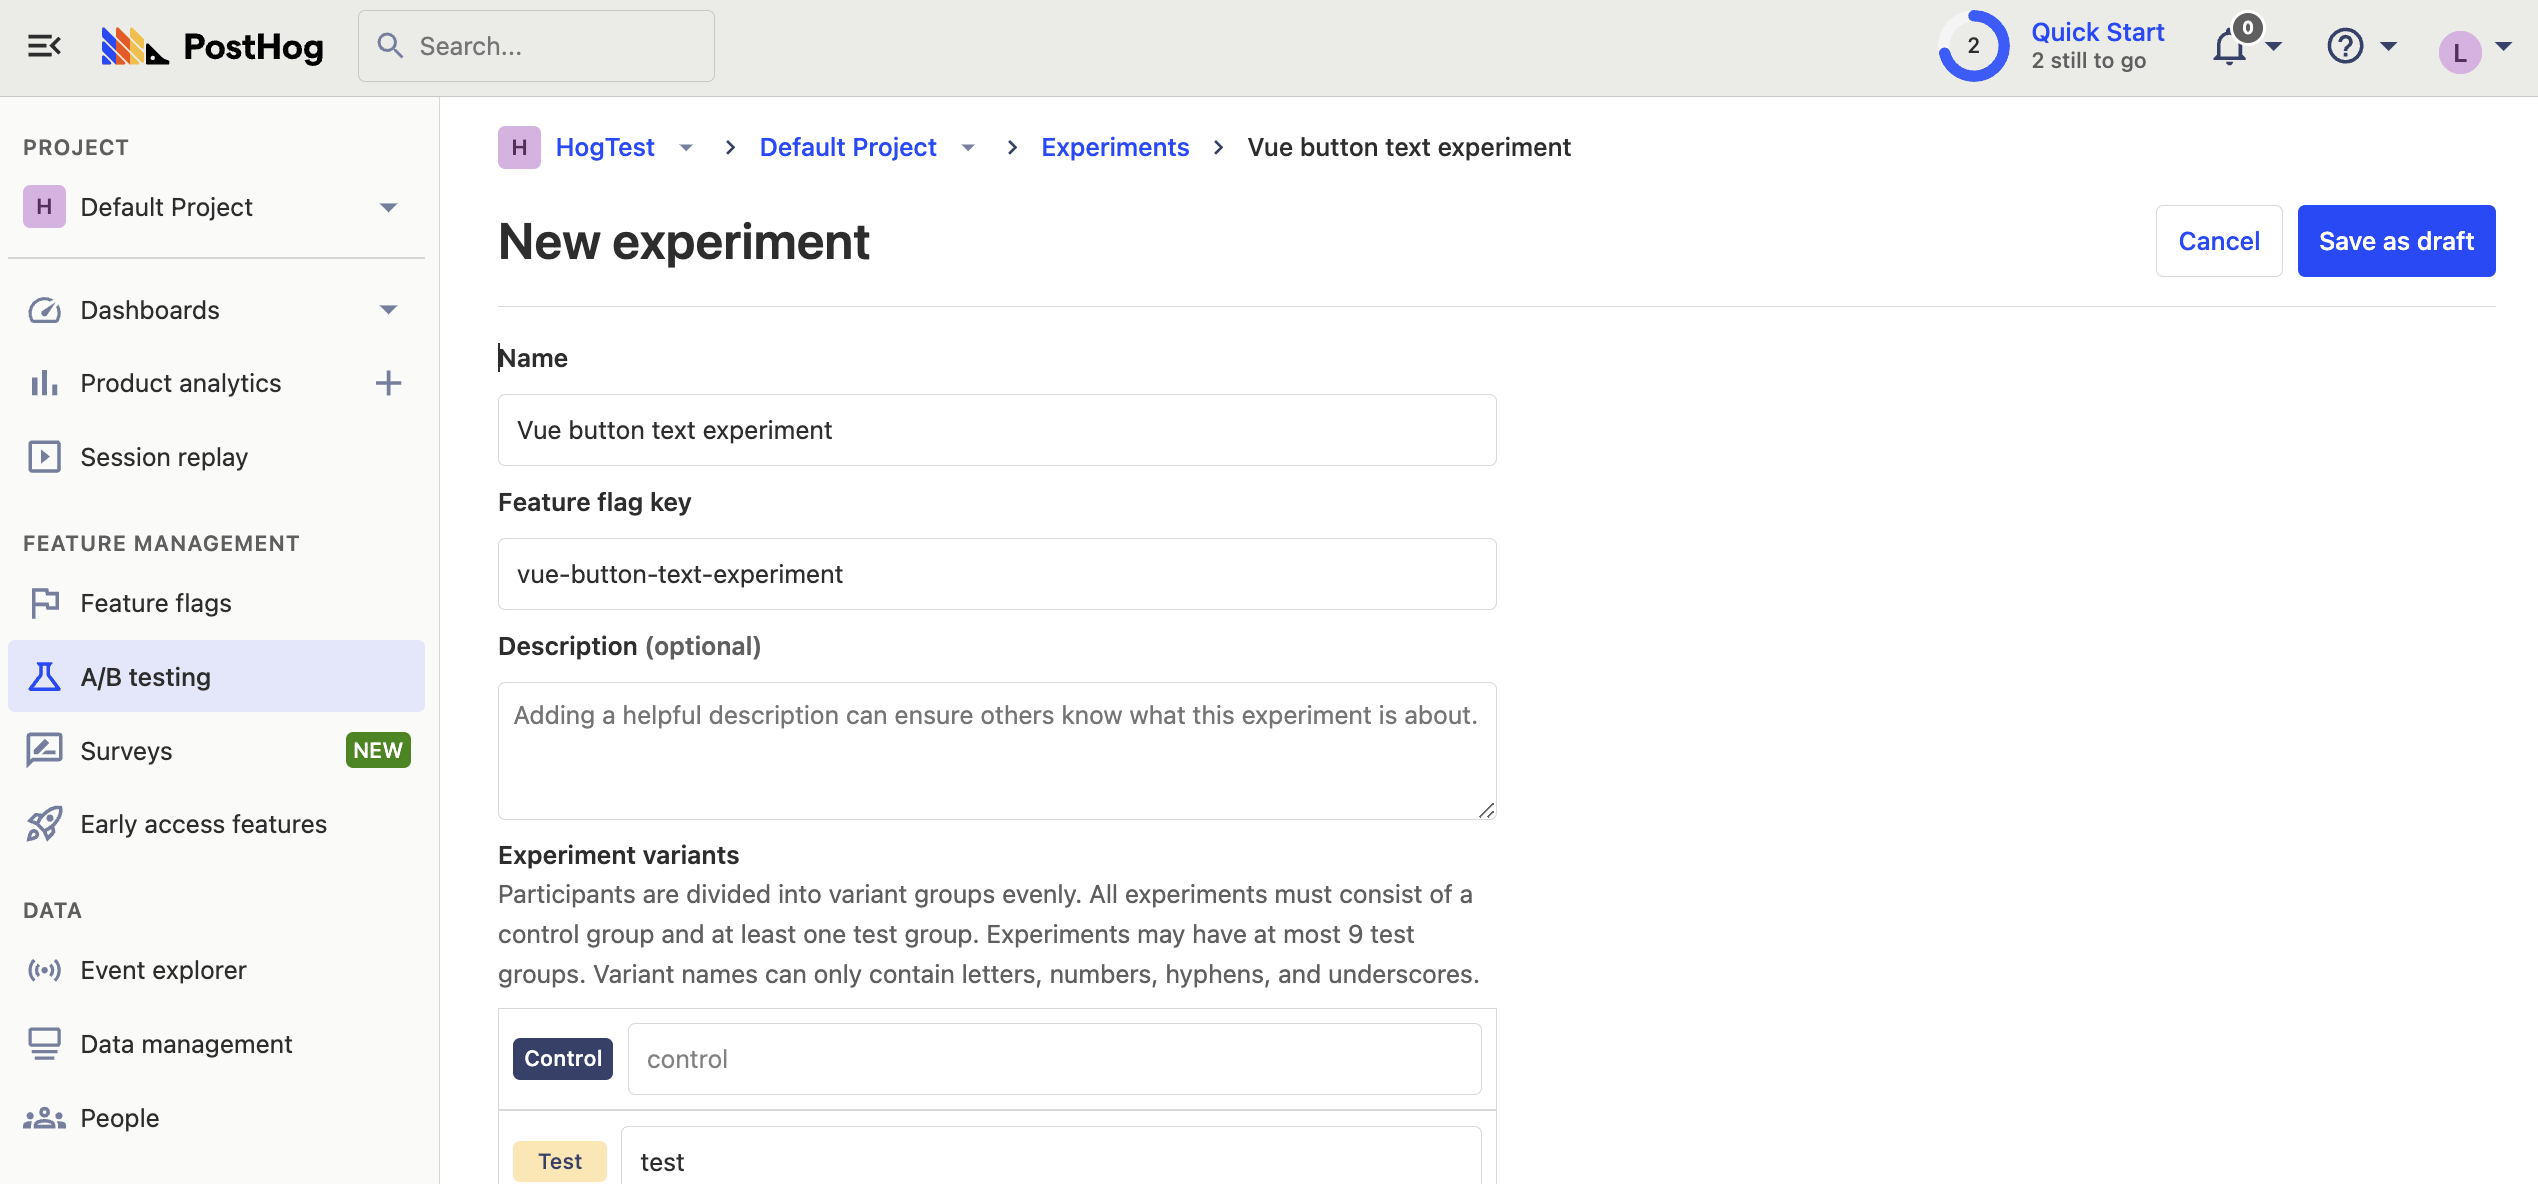 PostHog
Search...
2
Quick Start
2 still to go
0
L
PROJECT
H Default Project
Dashboards
Product analytics
Session replay
FEATURE MANAGEMENT
Feature flags
A/B testing
Surveys NEW
Early access features
DATA
Event explorer
Data management
People
H HogTest > Default Project > Experiments > Vue button text experiment
New experiment
Cancel
Save as draft
Name
Vue button text experiment
Feature flag key
vue-button-text-experiment
Description (optional)
Adding a helpful description can ensure others know what this experiment is about.
Experiment variants
Participants are divided into variant groups evenly. All experiments must consist of a
control group and at least one test group. Experiments may have at most 9 test
groups. Variant names can only contain letters, numbers, hyphens, and underscores.
Control control
Test test